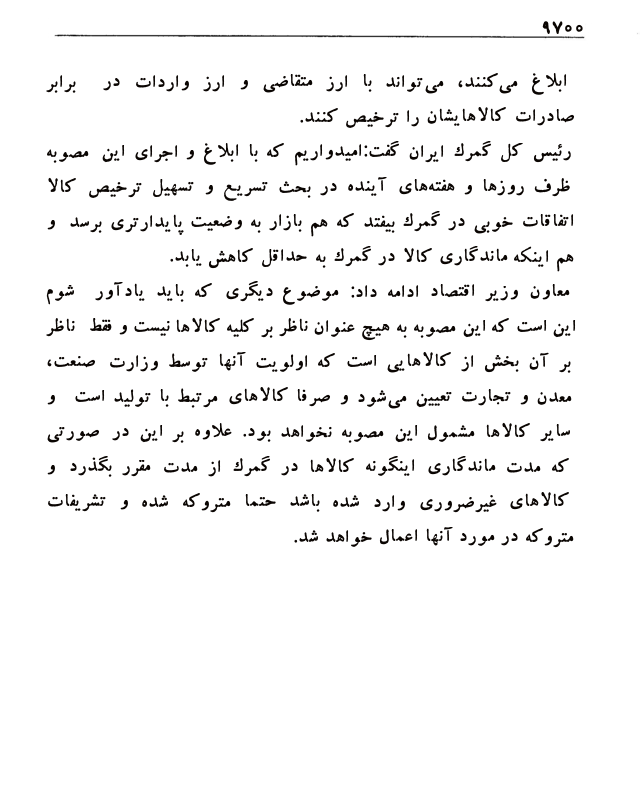 ۹۷۰۰
ابلاغ می‌کنند، می‌تواند با ارز متقاضی و ارز واردات در برابر
صادرات کالاهایشان را ترخیص کنند.
رئیس کل گمرك ایران گفت:امیدواریم که با ابلاغ و اجرای این مصوبه
ظرف روزها و هفته‌های آینده در بحث تسریع و تسهیل ترخیص کالا
اتفاقات خوبی در گمرك بیفتد که هم بازار به وضعیت پایدارتری برسد و
هم اینکه ماندگاری کالا در گمرك به حداقل کاهش یابد.
معاون وزیر اقتصاد ادامه داد: موضوع دیگری که باید یادآور شوم
این است که این مصوبه به هیچ عنوان ناظر بر کلیه کالاها نیست و فقط ناظر
بر آن بخش از کالاهایی است که اولویت آنها توسط وزارت صنعت،
معدن و تجارت تعیین می‌شود و صرفا کالاهای مرتبط با تولید است و
سایر کالاها مشمول این مصوبه نخواهد بود. علاوه بر این در صورتی
که مدت ماندگاری اینگونه کالاها در گمرك از مدت مقرر بگذرد و
کالاهای غیرضروری وارد شده باشد حتما متروکه شده و تشریفات
متروکه در مورد آنها اعمال خواهد شد.